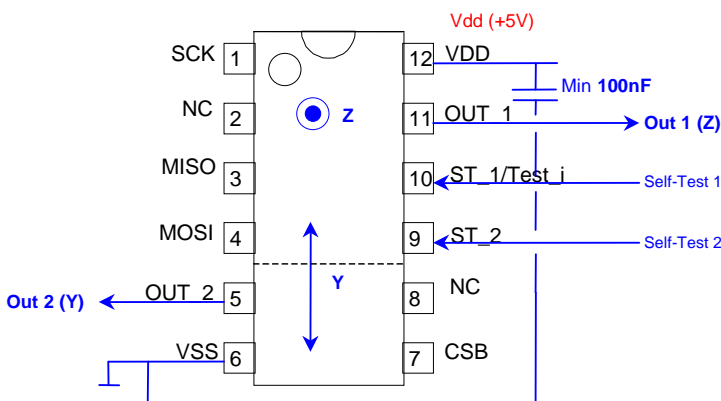 Vdd (+5V)
SCK 1 12 VDD
Min 100nF
NC 2 Z 11 OUT_1 Out 1 (Z)
MISO 3 10 ST_1/Test_i Self-Test 1
MOSI 4 9 ST_2 Self-Test 2
Out 2 (Y) OUT_2 5 Y 8 NC
VSS 6 7 CSB